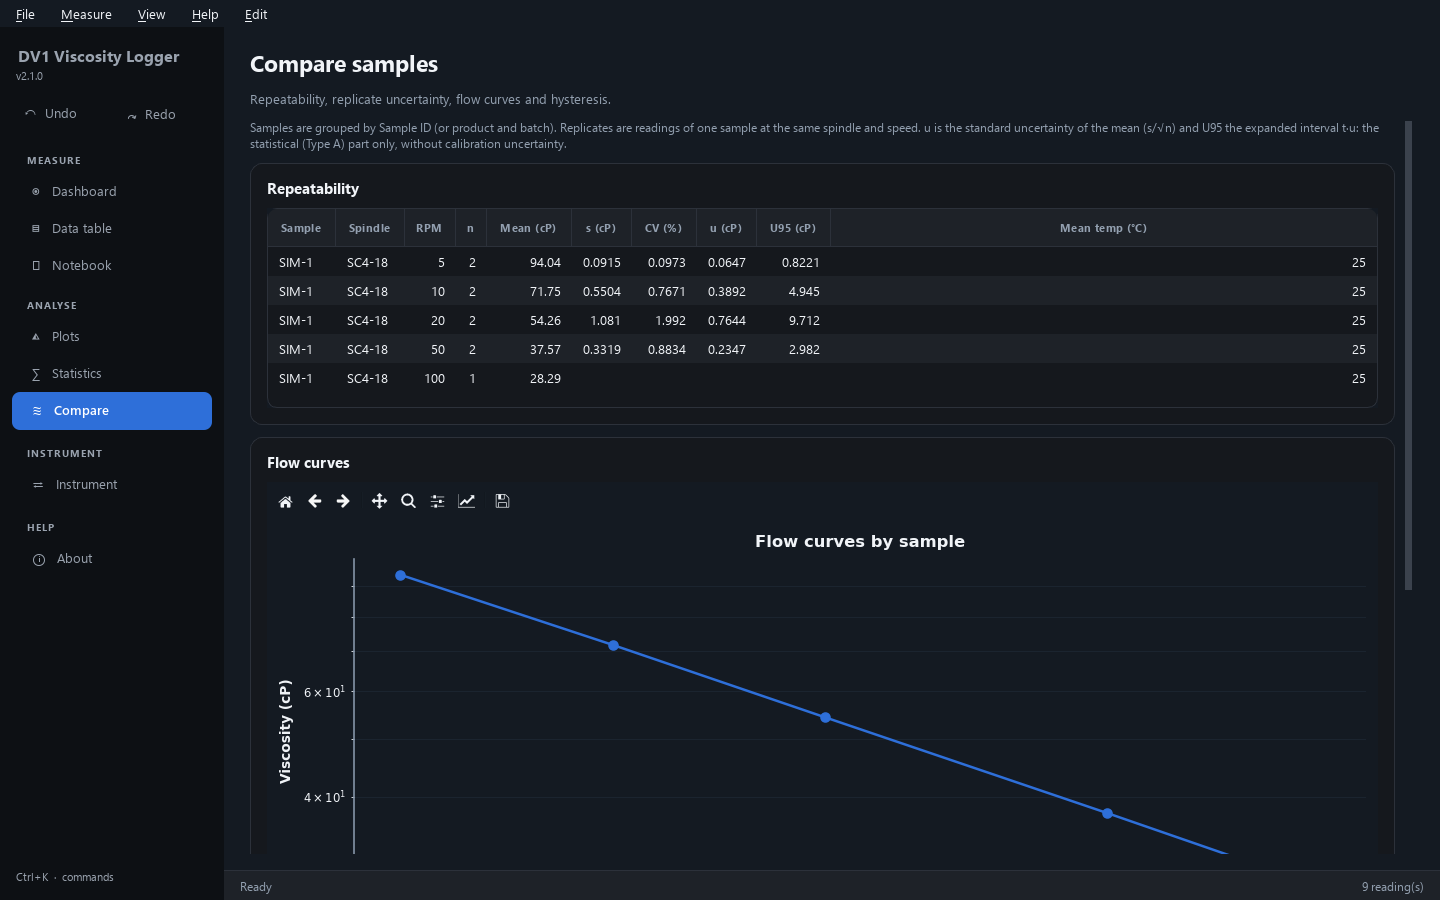 File Measure View Help Edit
DV1 Viscosity Logger
v2.1.0
Undo Redo
MEASURE
Dashboard
Data table
Notebook
ANALYSE
Plots
Statistics
Compare
INSTRUMENT
Instrument
HELP
About
Ctrl+K · commands
Compare samples
Repeatability, replicate uncertainty, flow curves and hysteresis.
Samples are grouped by Sample ID (or product and batch). Replicates are readings of one sample at the same spindle and speed. u is the standard uncertainty of the mean (s/√n) and U95 the expanded interval t·u: the
statistical (Type A) part only, without calibration uncertainty.
Repeatability
Sample Spindle RPM n Mean (cP) s (cP) CV (%) u (cP) U95 (cP) Mean temp (°C)
SIM-1 SC4-18 5 2 94.04 0.0915 0.0973 0.0647 0.8221 25
SIM-1 SC4-18 10 2 71.75 0.5504 0.7671 0.3892 4.945 25
SIM-1 SC4-18 20 2 54.26 1.081 1.992 0.7644 9.712 25
SIM-1 SC4-18 50 2 37.57 0.3319 0.8834 0.2347 2.982 25
SIM-1 SC4-18 100 1 28.29 25
Flow curves
Flow curves by sample
Viscosity (cP)
6 × 10¹
4 × 10¹
Ready
9 reading(s)